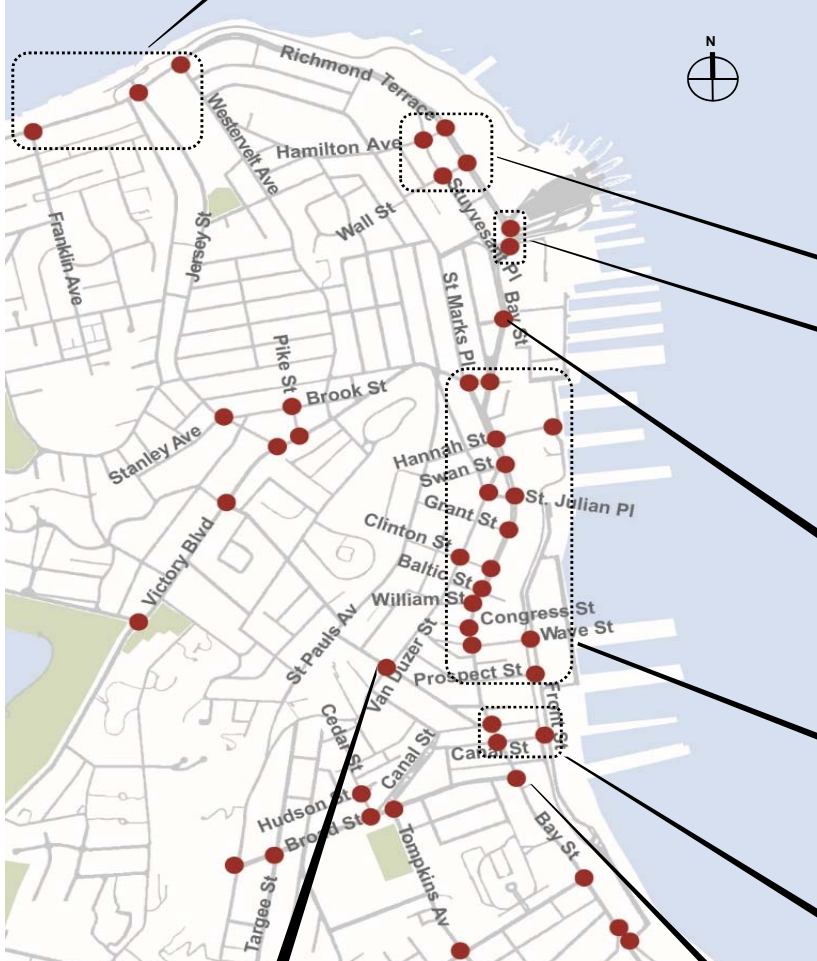 N
Richmond Terrace
Westervelt Ave
Hamilton Ave
Wall St
Stuyvesant Pl
Franklin Ave
Jersey St
St Marks Pl
Bay St
Pike St
Brook St
Stanley Ave
Hannah St
Swan St
St. Julian Pl
Grant St
Clinton St
Baltic St
Victory Blvd
William St
Congress St
Wave St
St Pauls Av
Van Duzer St
Prospect St
Front St
Cedar St
Canal St
Canal St
Hudson St
Broad St
Bay St
Tompkins Av
Targee St